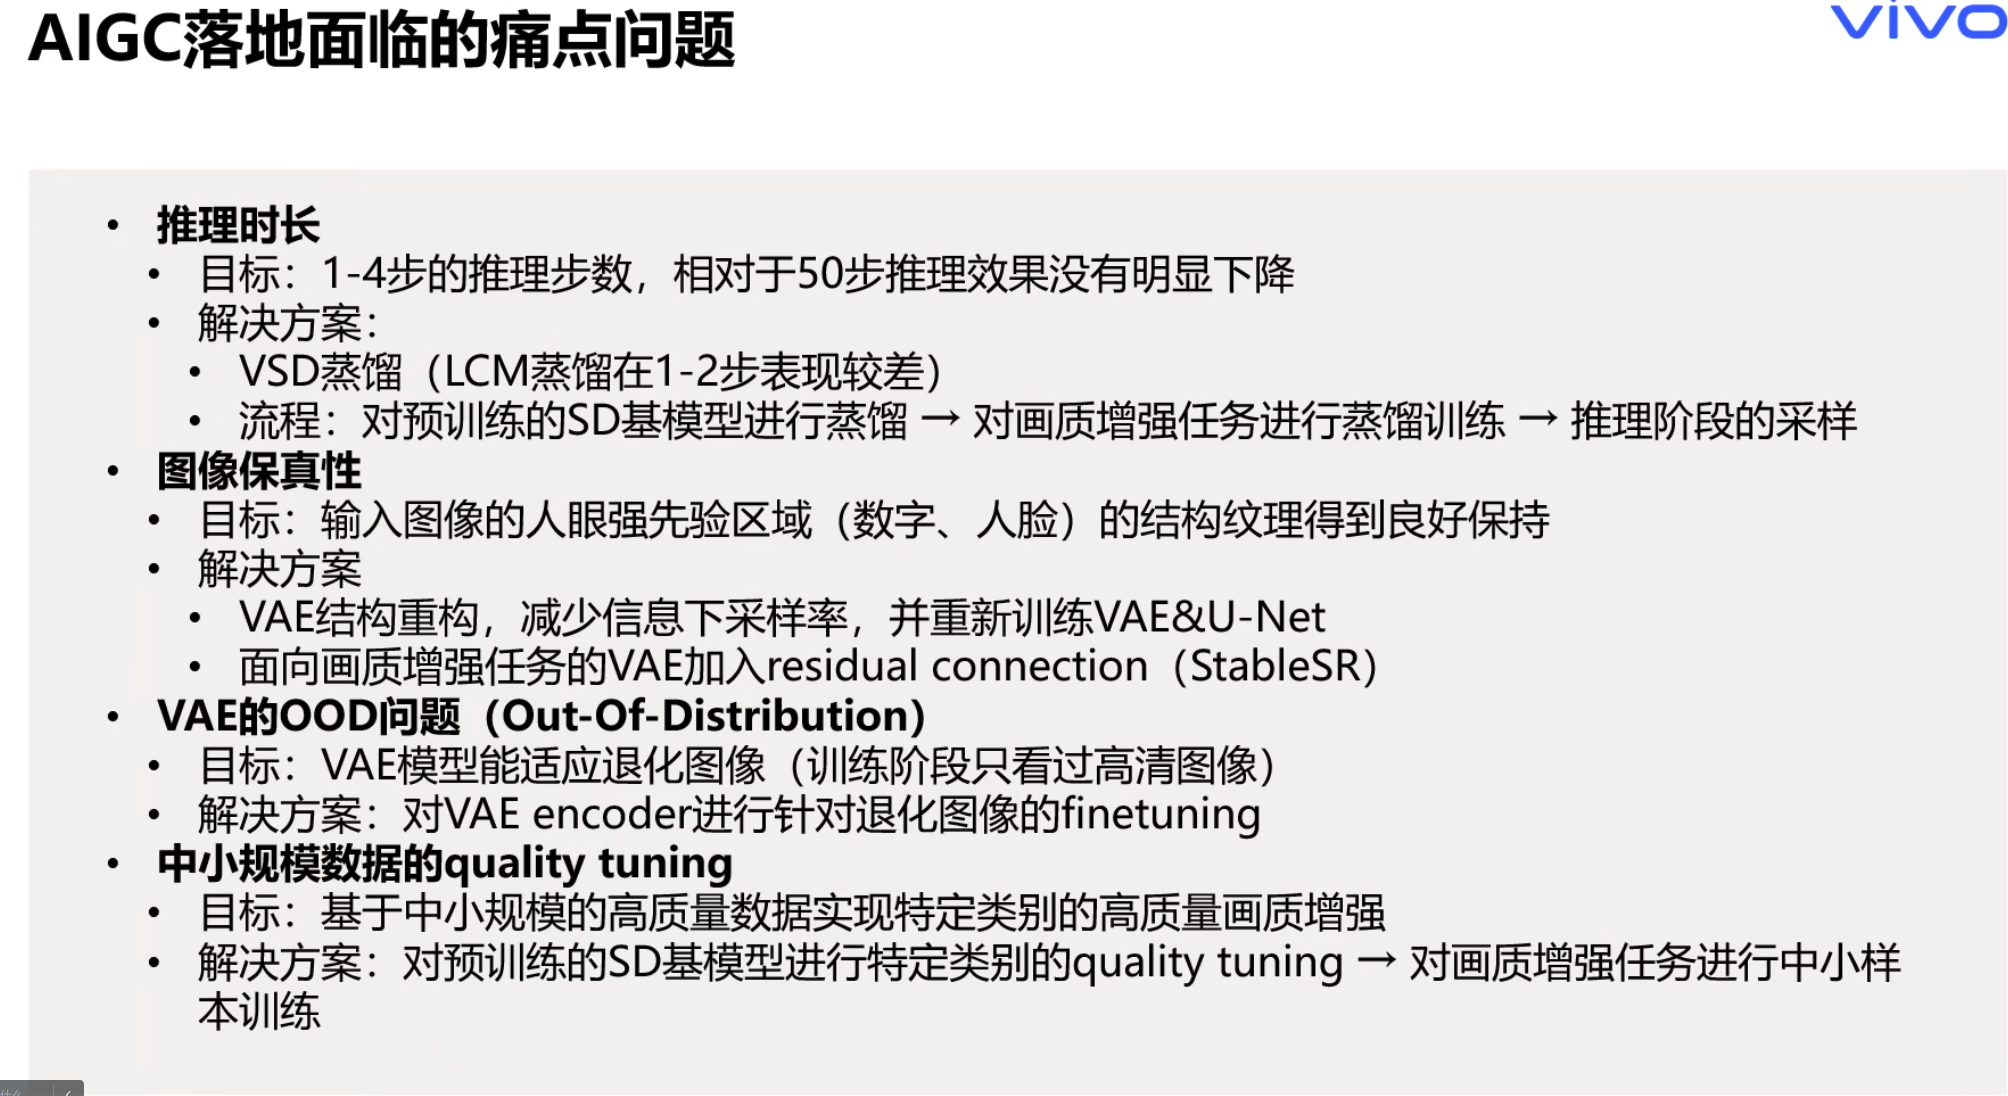 AIGC落地面临的痛点问题
vivo
• 推理时长
• 目标：1-4步的推理步数，相对于50步推理效果没有明显下降
• 解决方案：
• VSD蒸馏（LCM蒸馏在1-2步表现较差）
• 流程：对预训练的SD基模型进行蒸馏 → 对画质增强任务进行蒸馏训练 → 推理阶段的采样
• 图像保真性
• 目标：输入图像的人眼强先验区域（数字、人脸）的结构纹理得到良好保持
• 解决方案
• VAE结构重构，减少信息下采样率，并重新训练VAE&U-Net
• 面向画质增强任务的VAE加入residual connection（StableSR）
• VAE的OOD问题（Out-Of-Distribution）
• 目标：VAE模型能适应退化图像（训练阶段只看过高清图像）
• 解决方案：对VAE encoder进行针对退化图像的finetuning
• 中小规模数据的quality tuning
• 目标：基于中小规模的高质量数据实现特定类别的高质量画质增强
• 解决方案：对预训练的SD基模型进行特定类别的quality tuning → 对画质增强任务进行中小样
本训练